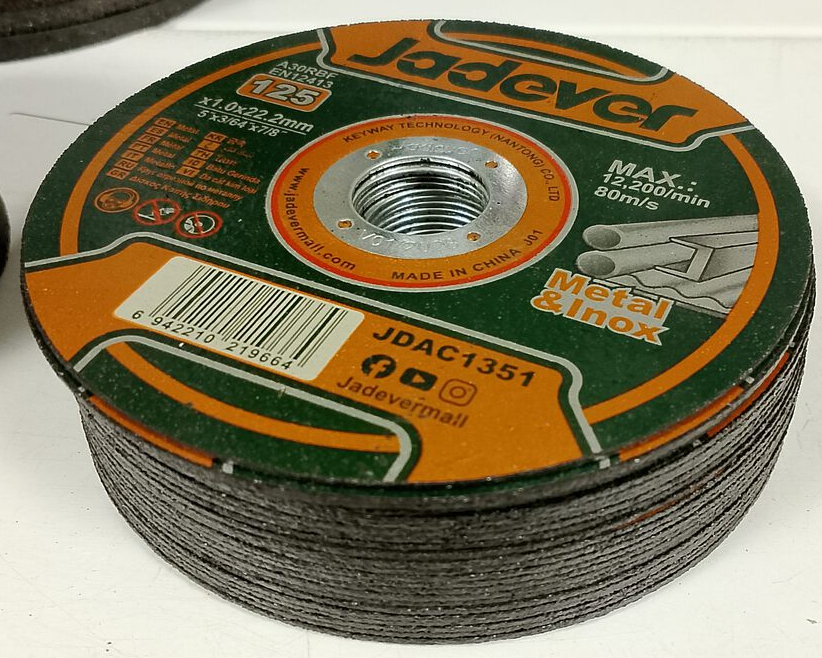 Jadever
A30RBF
EN12413
125
x1.0x22.2mm
5"x3/64"x7/8"
KEYWAY TECHNOLOGY (NANTONG) CO., LTD
www.jadevermall.com
MADE IN CHINA J01
MAX.:
12,200/min
80m/s
Metal
&Inox
6 942210 219664
JDAC1351
Jadevermall